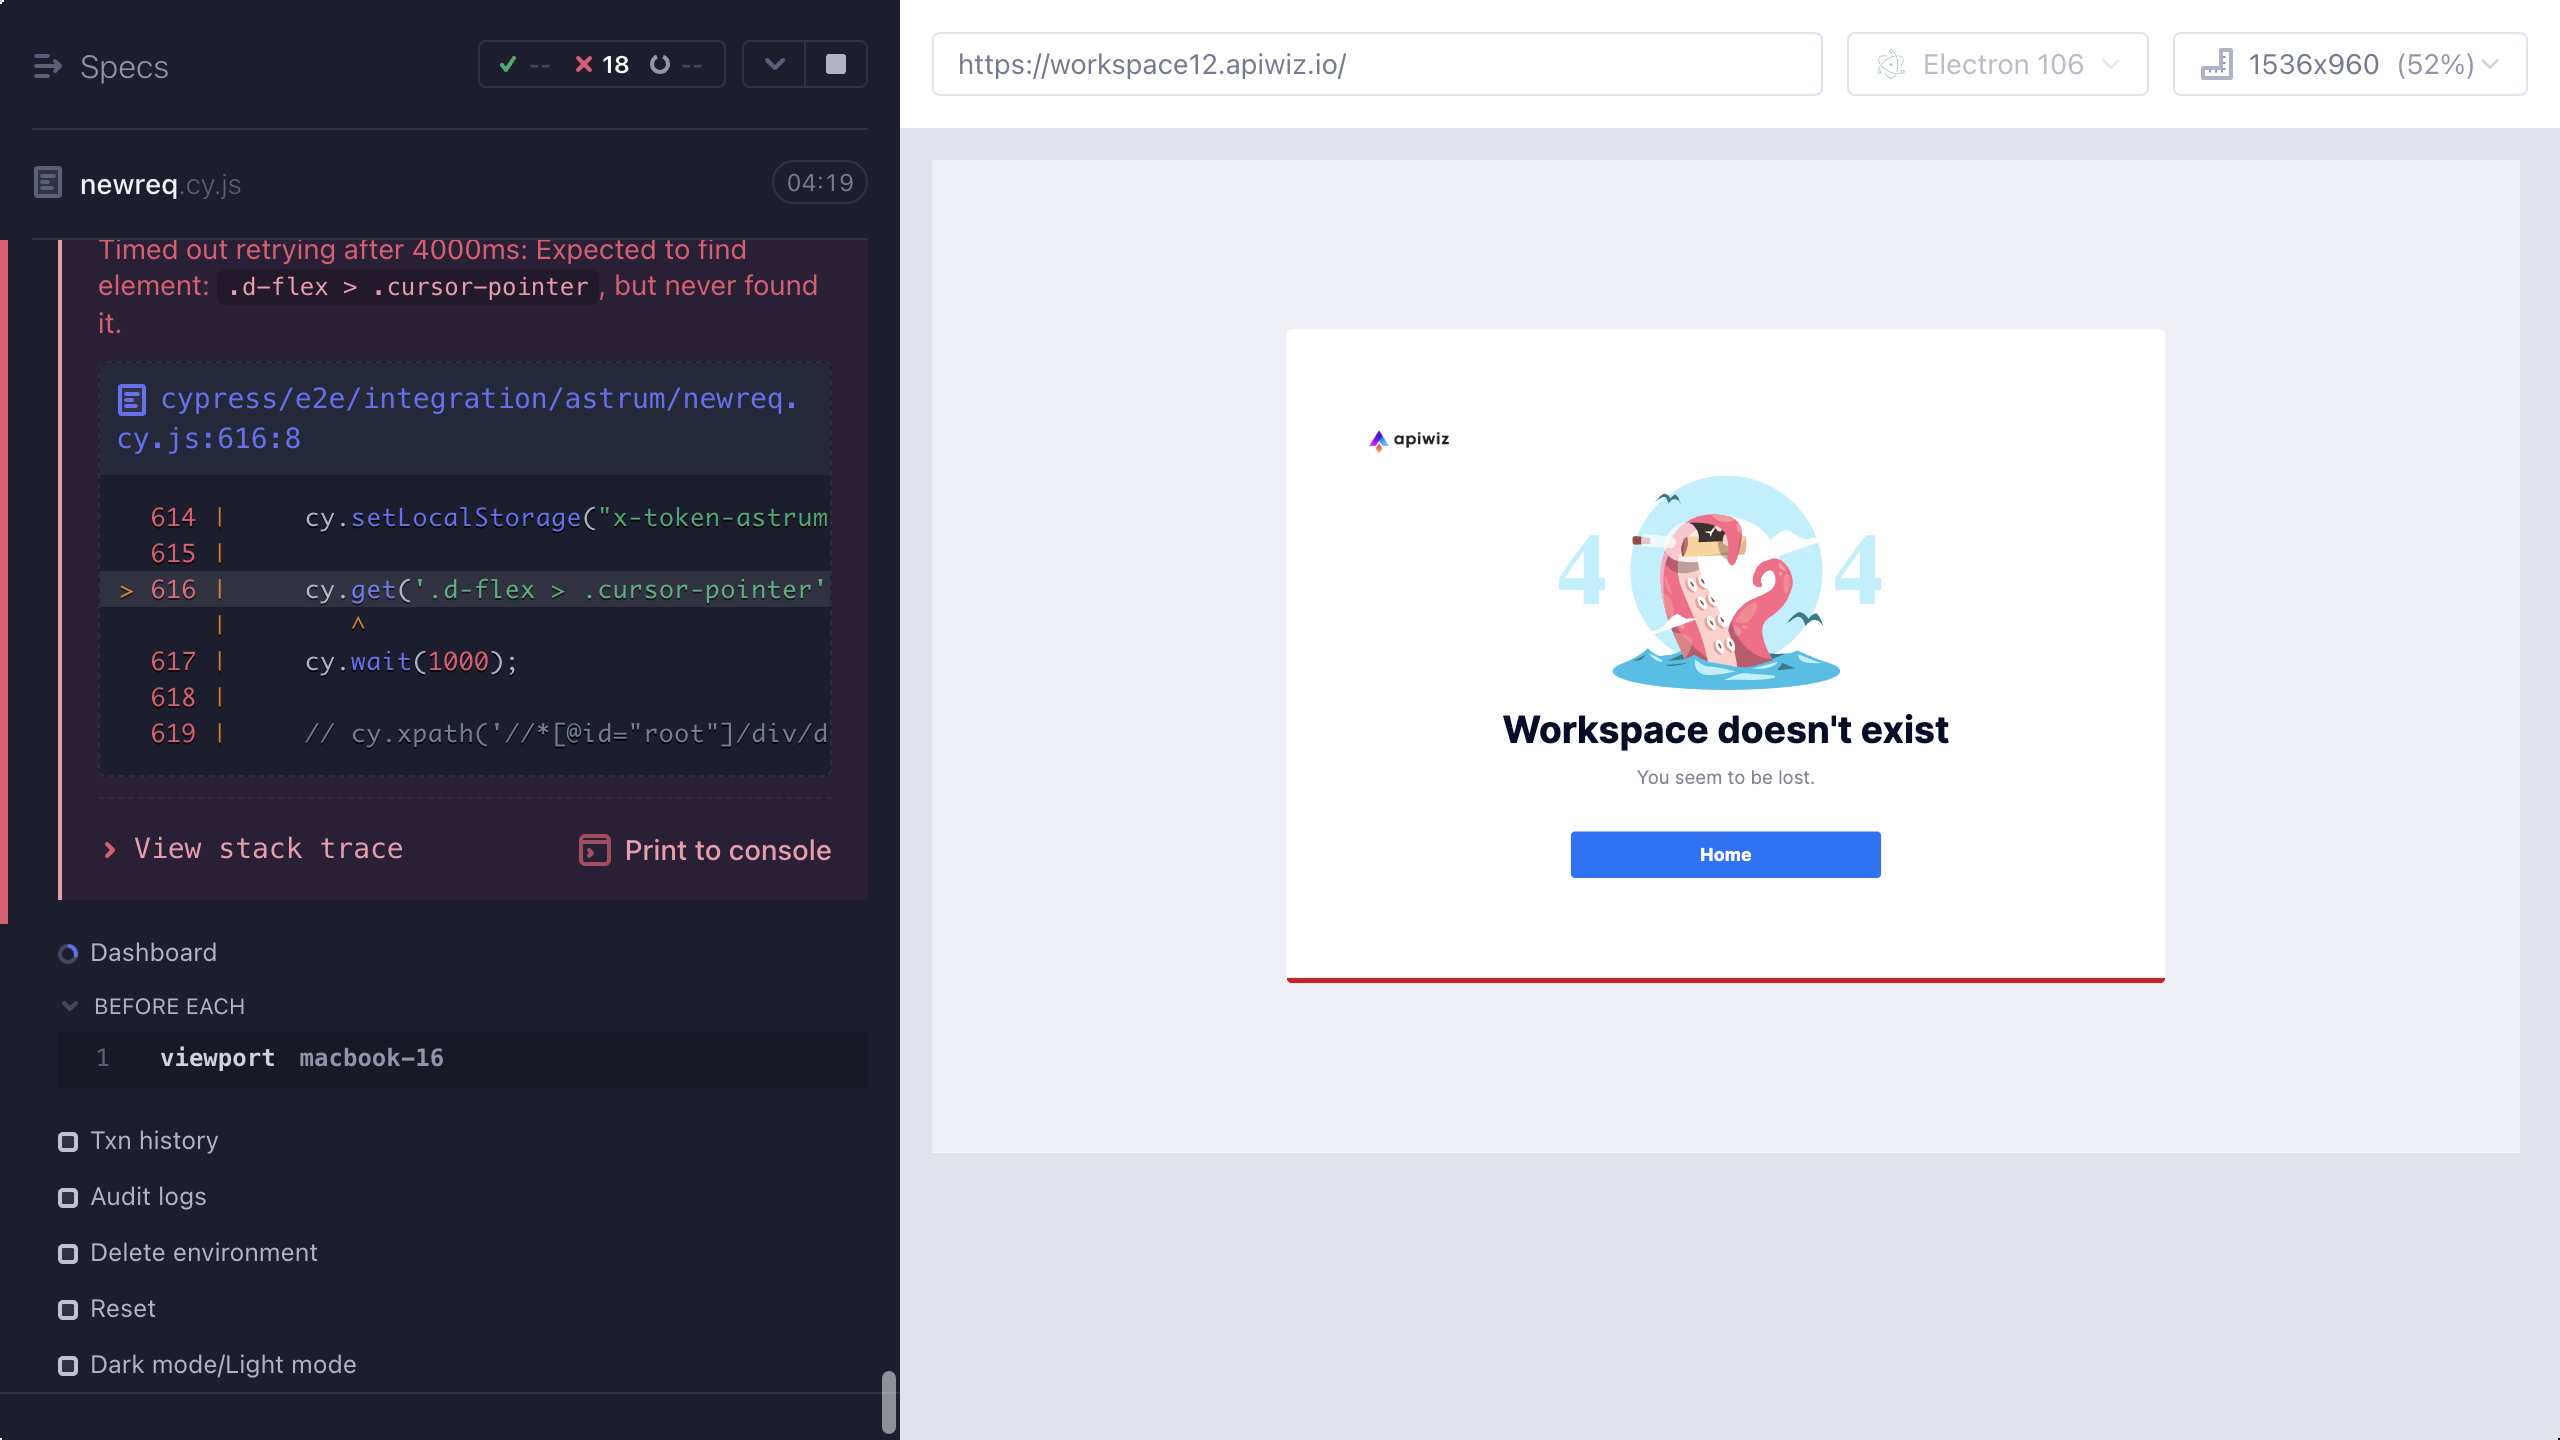 Specs
-- 18 --
newreq.cy.js
04:19
Timed out retrying after 4000ms: Expected to find
element: .d-flex > .cursor-pointer, but never found
it.
cypress/e2e/integration/astrum/newreq.
cy.js:616:8
614 | cy.setLocalStorage("x-token-astrum
615 |
> 616 | cy.get('.d-flex > .cursor-pointer'
| ^
617 | cy.wait(1000);
618 |
619 | // cy.xpath('//*[@id="root"]/div/d
View stack trace
Print to console
Dashboard
BEFORE EACH
1 viewport macbook-16
Txn history
Audit logs
Delete environment
Reset
Dark mode/Light mode
https://workspace12.apiwiz.io/
Electron 106
1536x960 (52%)
apiwiz
4 4
Workspace doesn't exist
You seem to be lost.
Home